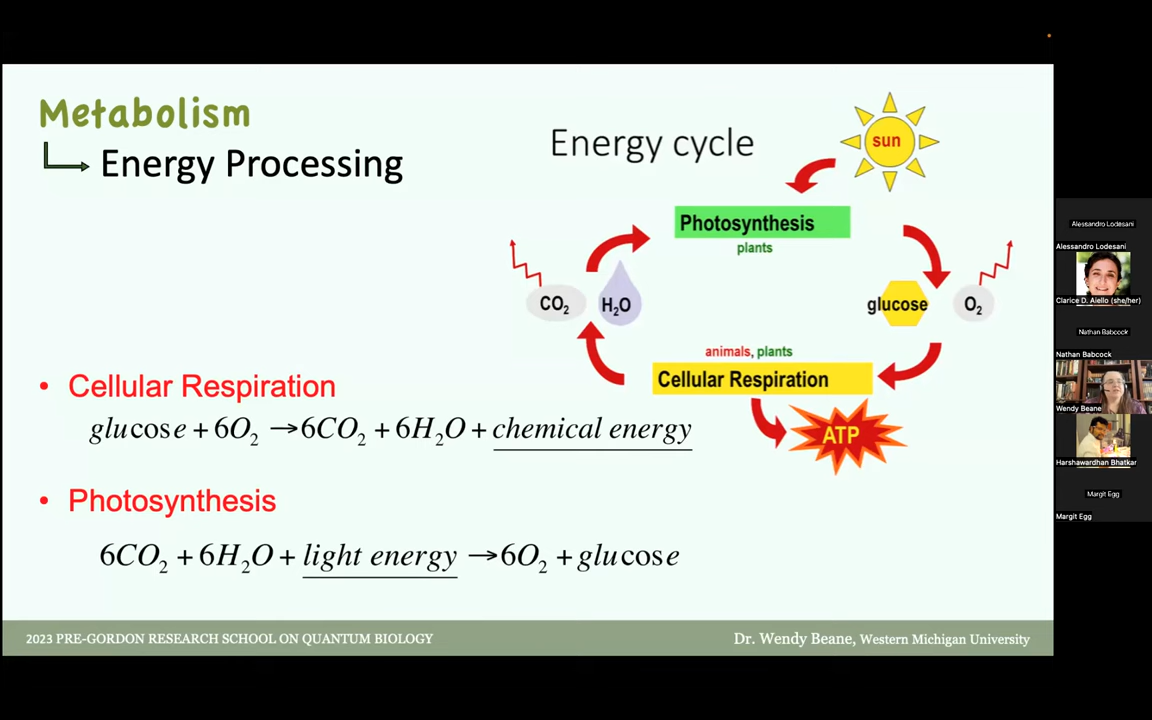 Metabolism
Energy Processing
Energy cycle
sun
Photosynthesis
plants
CO₂
H₂O
glucose
O₂
animals, plants
Cellular Respiration
ATP
• Cellular Respiration
glucose + 6O₂ → 6CO₂ + 6H₂O + chemical energy
• Photosynthesis
6CO₂ + 6H₂O + light energy → 6O₂ + glucose
2023 PRE-GORDON RESEARCH SCHOOL ON QUANTUM BIOLOGY
Dr. Wendy Beane, Western Michigan University
Alessandro Lodesani
Alessandro Lodesani
Clarice D. Aiello (she/her)
Nathan Babcock
Nathan Babcock
Wendy Beane
Harshawardhan Bhatkar
Margit Egg
Margit Egg